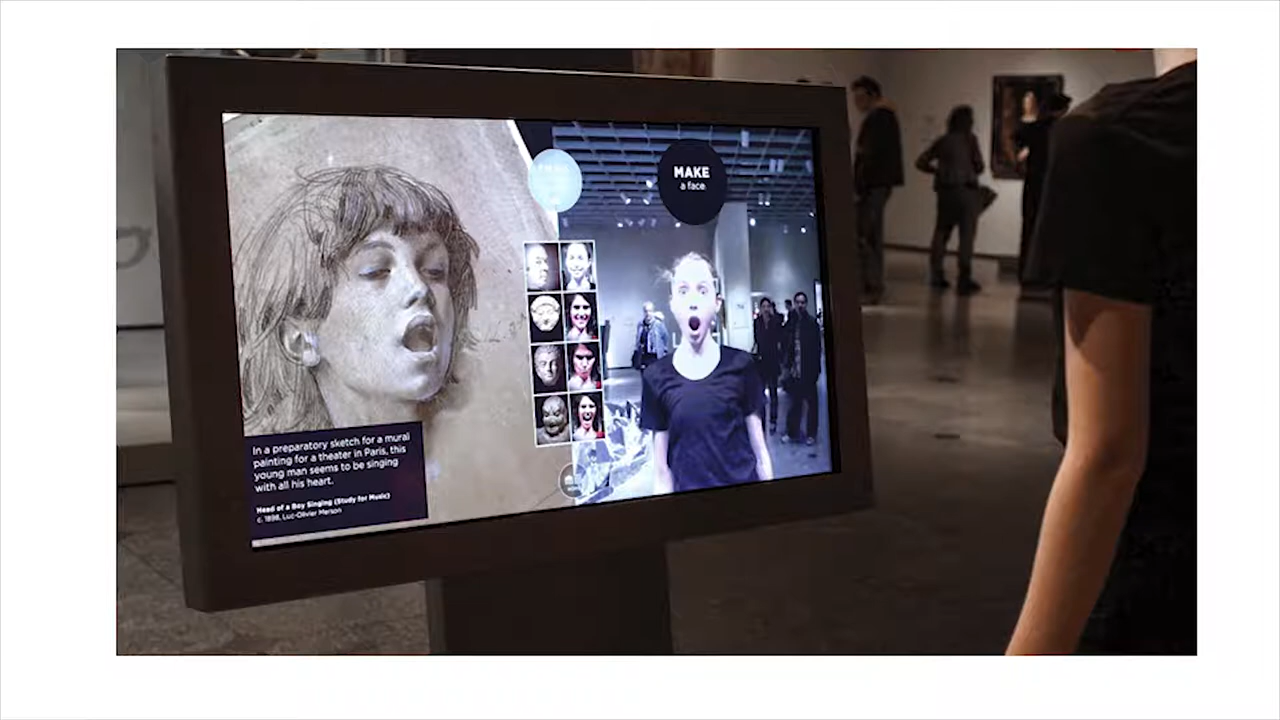 MAKE
a face
In a preparatory sketch for a mural
painting for a theater in Paris, this
young man seems to be singing
with all his heart.
Head of a Boy Singing (Study for Music)
c. 1898, Luc-Olivier Merson